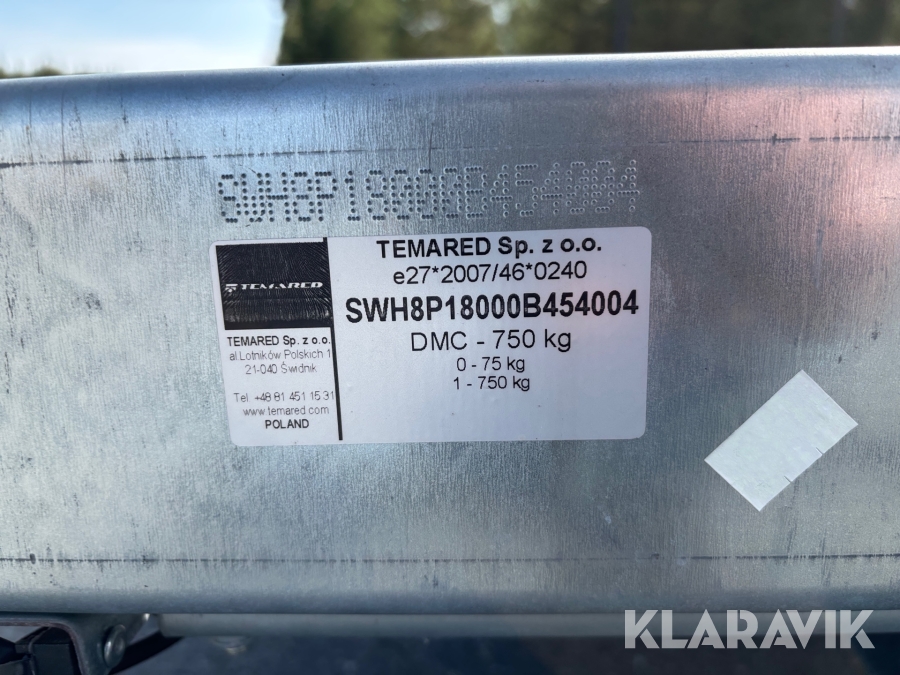 SWH8P18000B454004
TEMARED
TEMARED Sp. z o.o.
al.Lotników Polskich 1
21-040 Świdnik
Tel. +48 81 451 15 31
www.temared.com
POLAND
TEMARED Sp. z o.o.
e27*2007/46*0240
SWH8P18000B454004
DMC - 750 kg
0 - 75 kg
1 - 750 kg
KLARAVIK